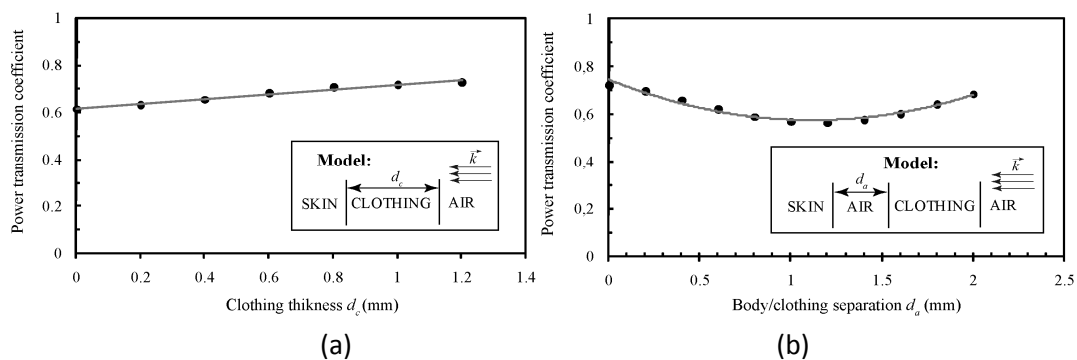 Power transmission coefficient
1
0.8
0.6
0.4
0.2
0
Model:
k
d_c
SKIN CLOTHING AIR
0 0.2 0.4 0.6 0.8 1 1.2 1.4
Clothing thikness d_c (mm)
(a)
Power transmission coefficient
1
0.8
0.6
0.4
0.2
0
Model:
k
d_a
SKIN AIR CLOTHING AIR
0 0.5 1 1.5 2 2.5
Body/clothing separation d_a (mm)
(b)